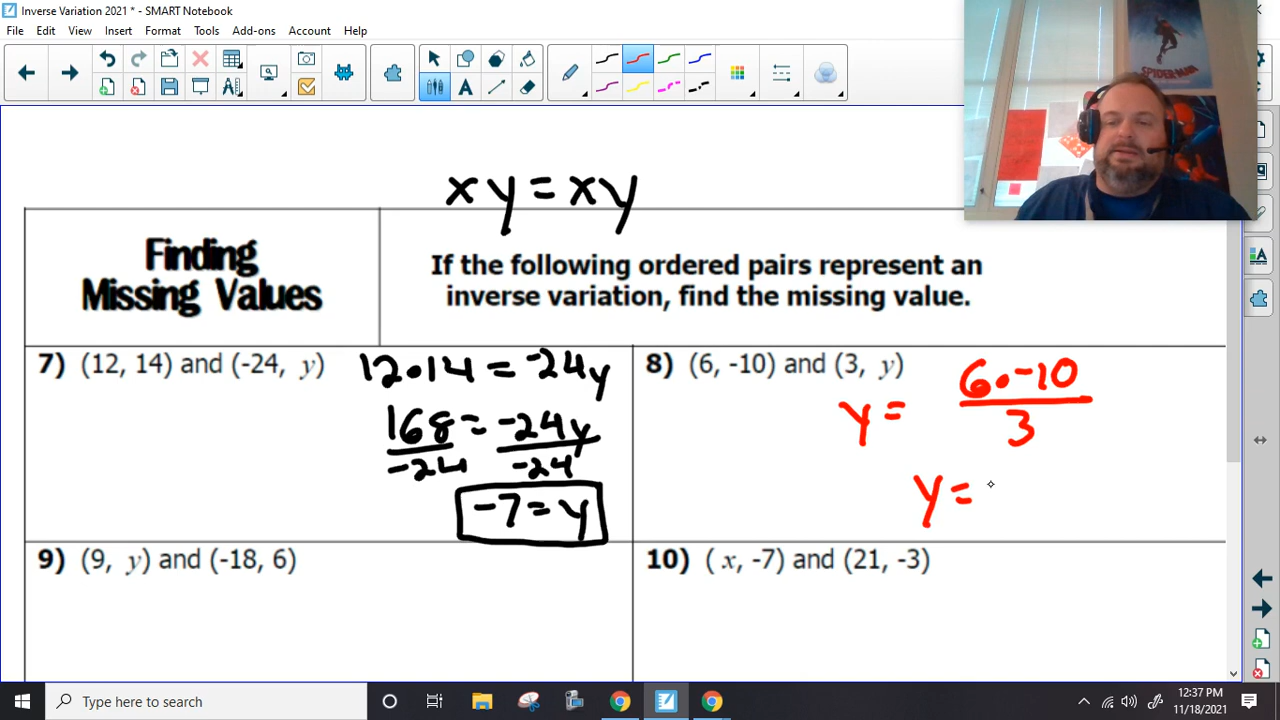 Inverse Variation 2021 * - SMART Notebook
File Edit View Insert Format Tools Add-ons Account Help
SPIDER-MAN
xy = xy
Finding
Missing Values
If the following ordered pairs represent an
inverse variation, find the missing value.
7) (12, 14) and (-24, y)
12•14 = -24y
168 = -24y
-24 -24
-7 = y
8) (6, -10) and (3, y)
y = 6•-10
3
y =
9) (9, y) and (-18, 6)
10) ( x, -7) and (21, -3)
Type here to search
12:37 PM
11/18/2021